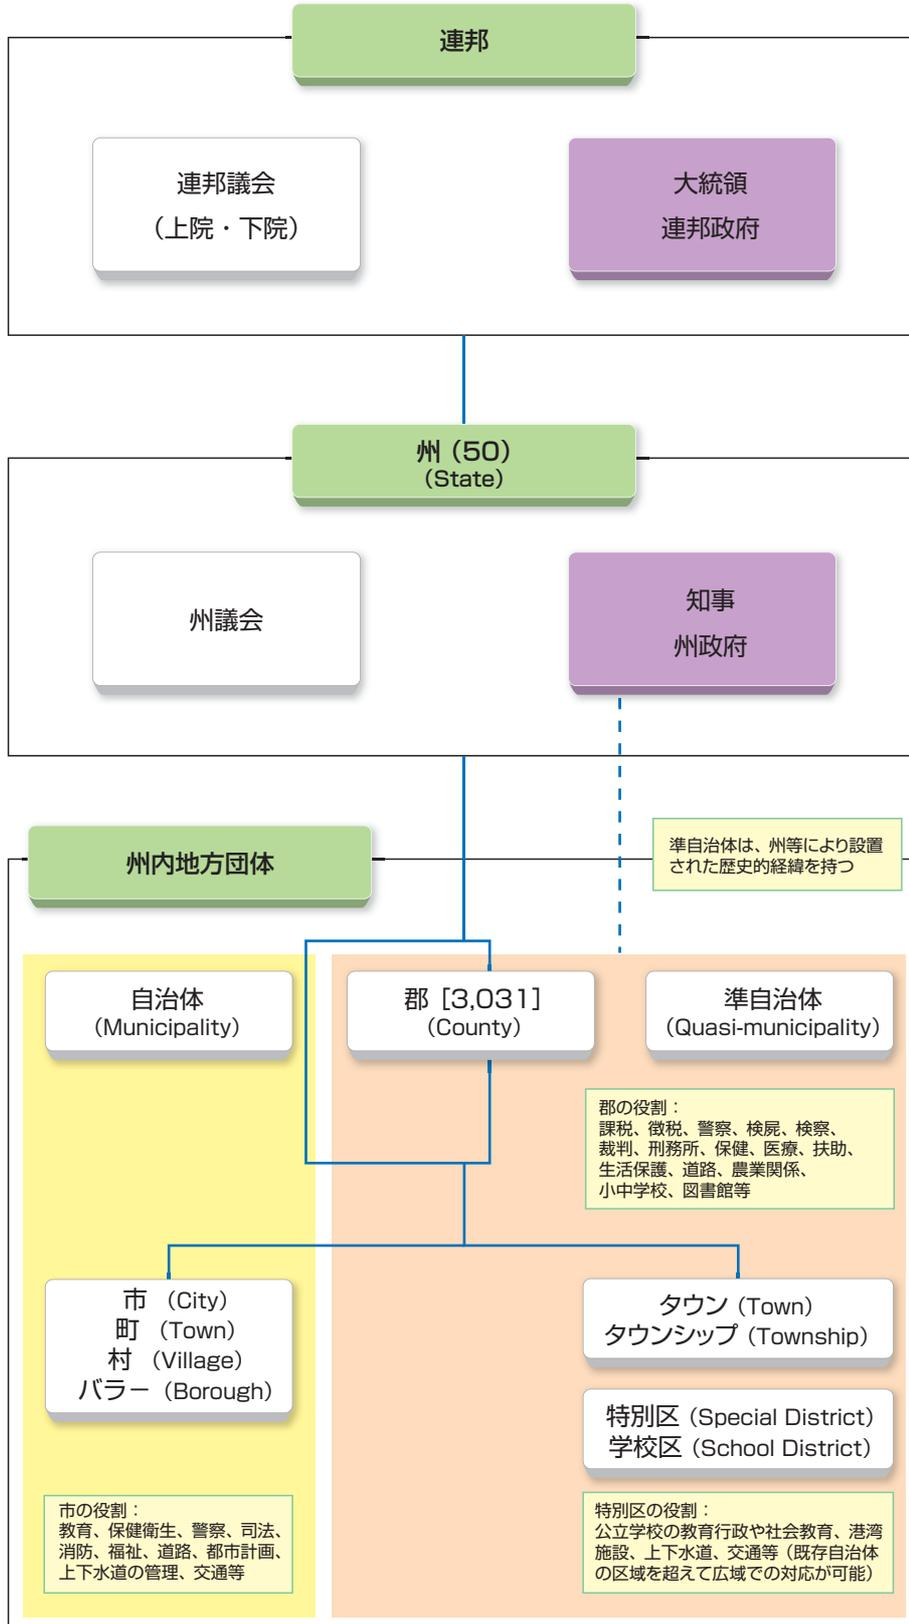 連邦
連邦議会
（上院・下院）
大統領
連邦政府
州（50）
（State）
州議会
知事
州政府
州内地方団体
準自治体は、州等により設置
された歴史的経緯を持つ
自治体
（Municipality）
郡［3,031］
（County）
準自治体
（Quasi-municipality）
郡の役割：
課税、徴税、警察、検屍、検察、
裁判、刑務所、保健、医療、扶助、
生活保護、道路、農業関係、
小中学校、図書館等
市（City）
町（Town）
村（Village）
バラー（Borough）
タウン（Town）
タウンシップ（Township）
特別区（Special District）
学校区（School District）
市の役割：
教育、保健衛生、警察、司法、
消防、福祉、道路、都市計画、
上下水道の管理、交通等
特別区の役割：
公立学校の教育行政や社会教育、港湾
施設、上下水道、交通等（既存自治体
の区域を超えて広域での対応が可能）